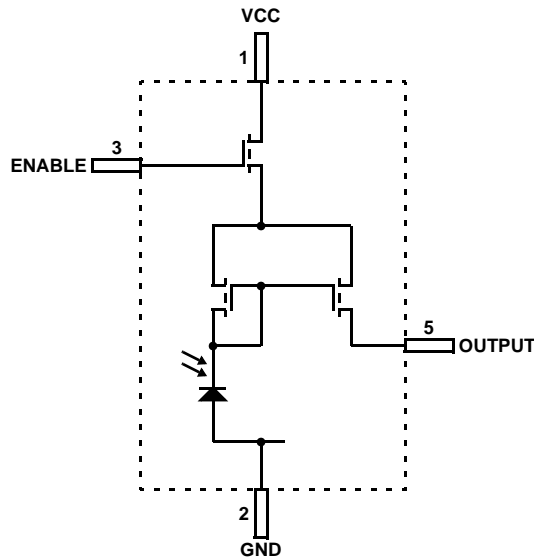 VCC
1
3
ENABLE
5
OUTPUT
2
GND